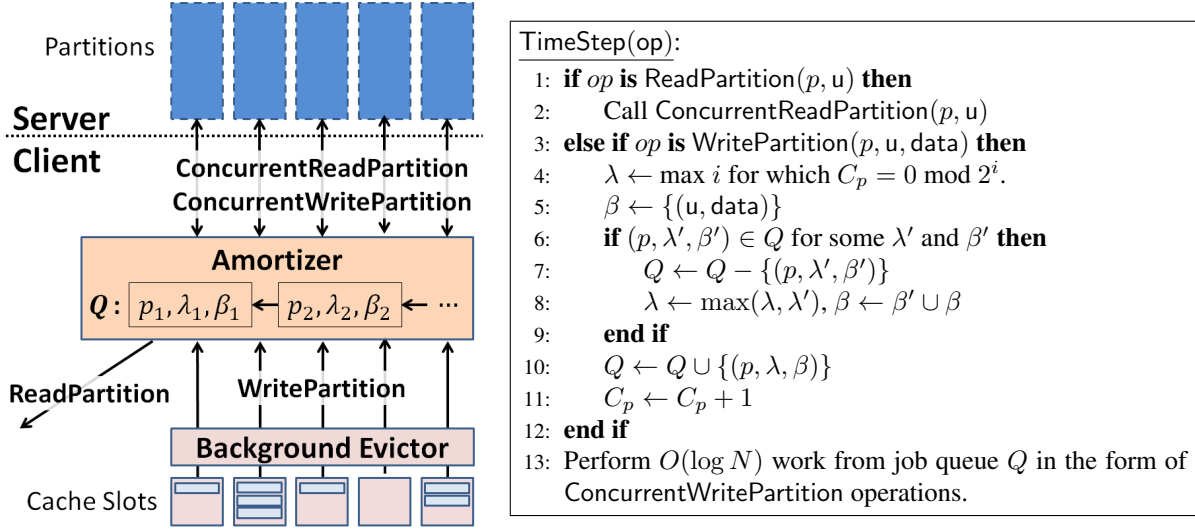 Partitions
Server
Client
ConcurrentReadPartition
ConcurrentWritePartition
Amortizer
Q: p₁, λ₁, β₁ p₂, λ₂, β₂ ...
ReadPartition
WritePartition
Background Evictor
Cache Slots
TimeStep(op):
1: if op is ReadPartition(p, u) then
2: Call ConcurrentReadPartition(p, u)
3: else if op is WritePartition(p, u, data) then
4: λ ← max i for which Cₚ = 0 mod 2ⁱ.
5: β ← {(u, data)}
6: if (p, λ′, β′) ∈ Q for some λ′ and β′ then
7: Q ← Q − {(p, λ′, β′)}
8: λ ← max(λ, λ′), β ← β′ ∪ β
9: end if
10: Q ← Q ∪ {(p, λ, β)}
11: Cₚ ← Cₚ + 1
12: end if
13: Perform O(log N) work from job queue Q in the form of
ConcurrentWritePartition operations.